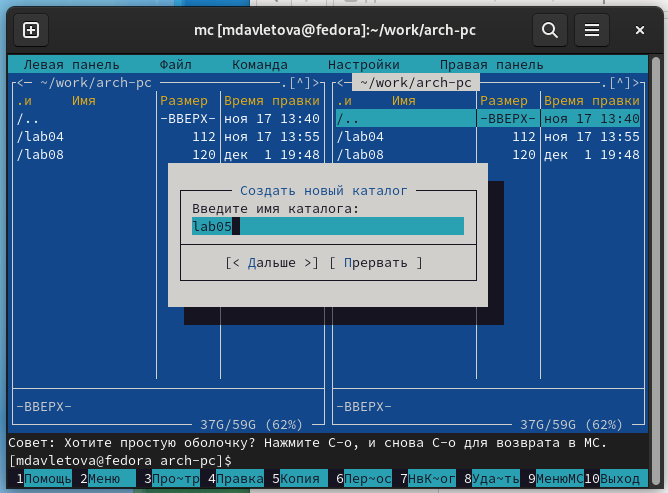 mc [mdavletova@fedora]:~/work/arch-pc
Левая панель Файл Команда Настройки Правая панель
<─ ~/work/arch-pc .[^]> <─ ~/work/arch-pc .[^]>
.и Имя Размер Время правки .и Имя Размер Время правки
/.. -ВВЕРХ- ноя 17 13:40 /.. -ВВЕРХ- ноя 17 13:40
/lab04 112 ноя 17 13:55 /lab04 112 ноя 17 13:55
/lab08 120 дек 1 19:48 /lab08 120 дек 1 19:48
Создать новый каталог
Введите имя каталога:
lab05
[< Дальше >] [ Прервать ]
-ВВЕРХ- -ВВЕРХ-
37G/59G (62%) 37G/59G (62%)
Совет: Хотите простую оболочку? Нажмите C-o, и снова C-o для возврата в MC.
[mdavletova@fedora arch-pc]$
1Помощь 2Меню 3Про~тр 4Правка 5Копия 6Пер~ос 7НвК~ог 8Уда~ть 9МенюMC 10Выход